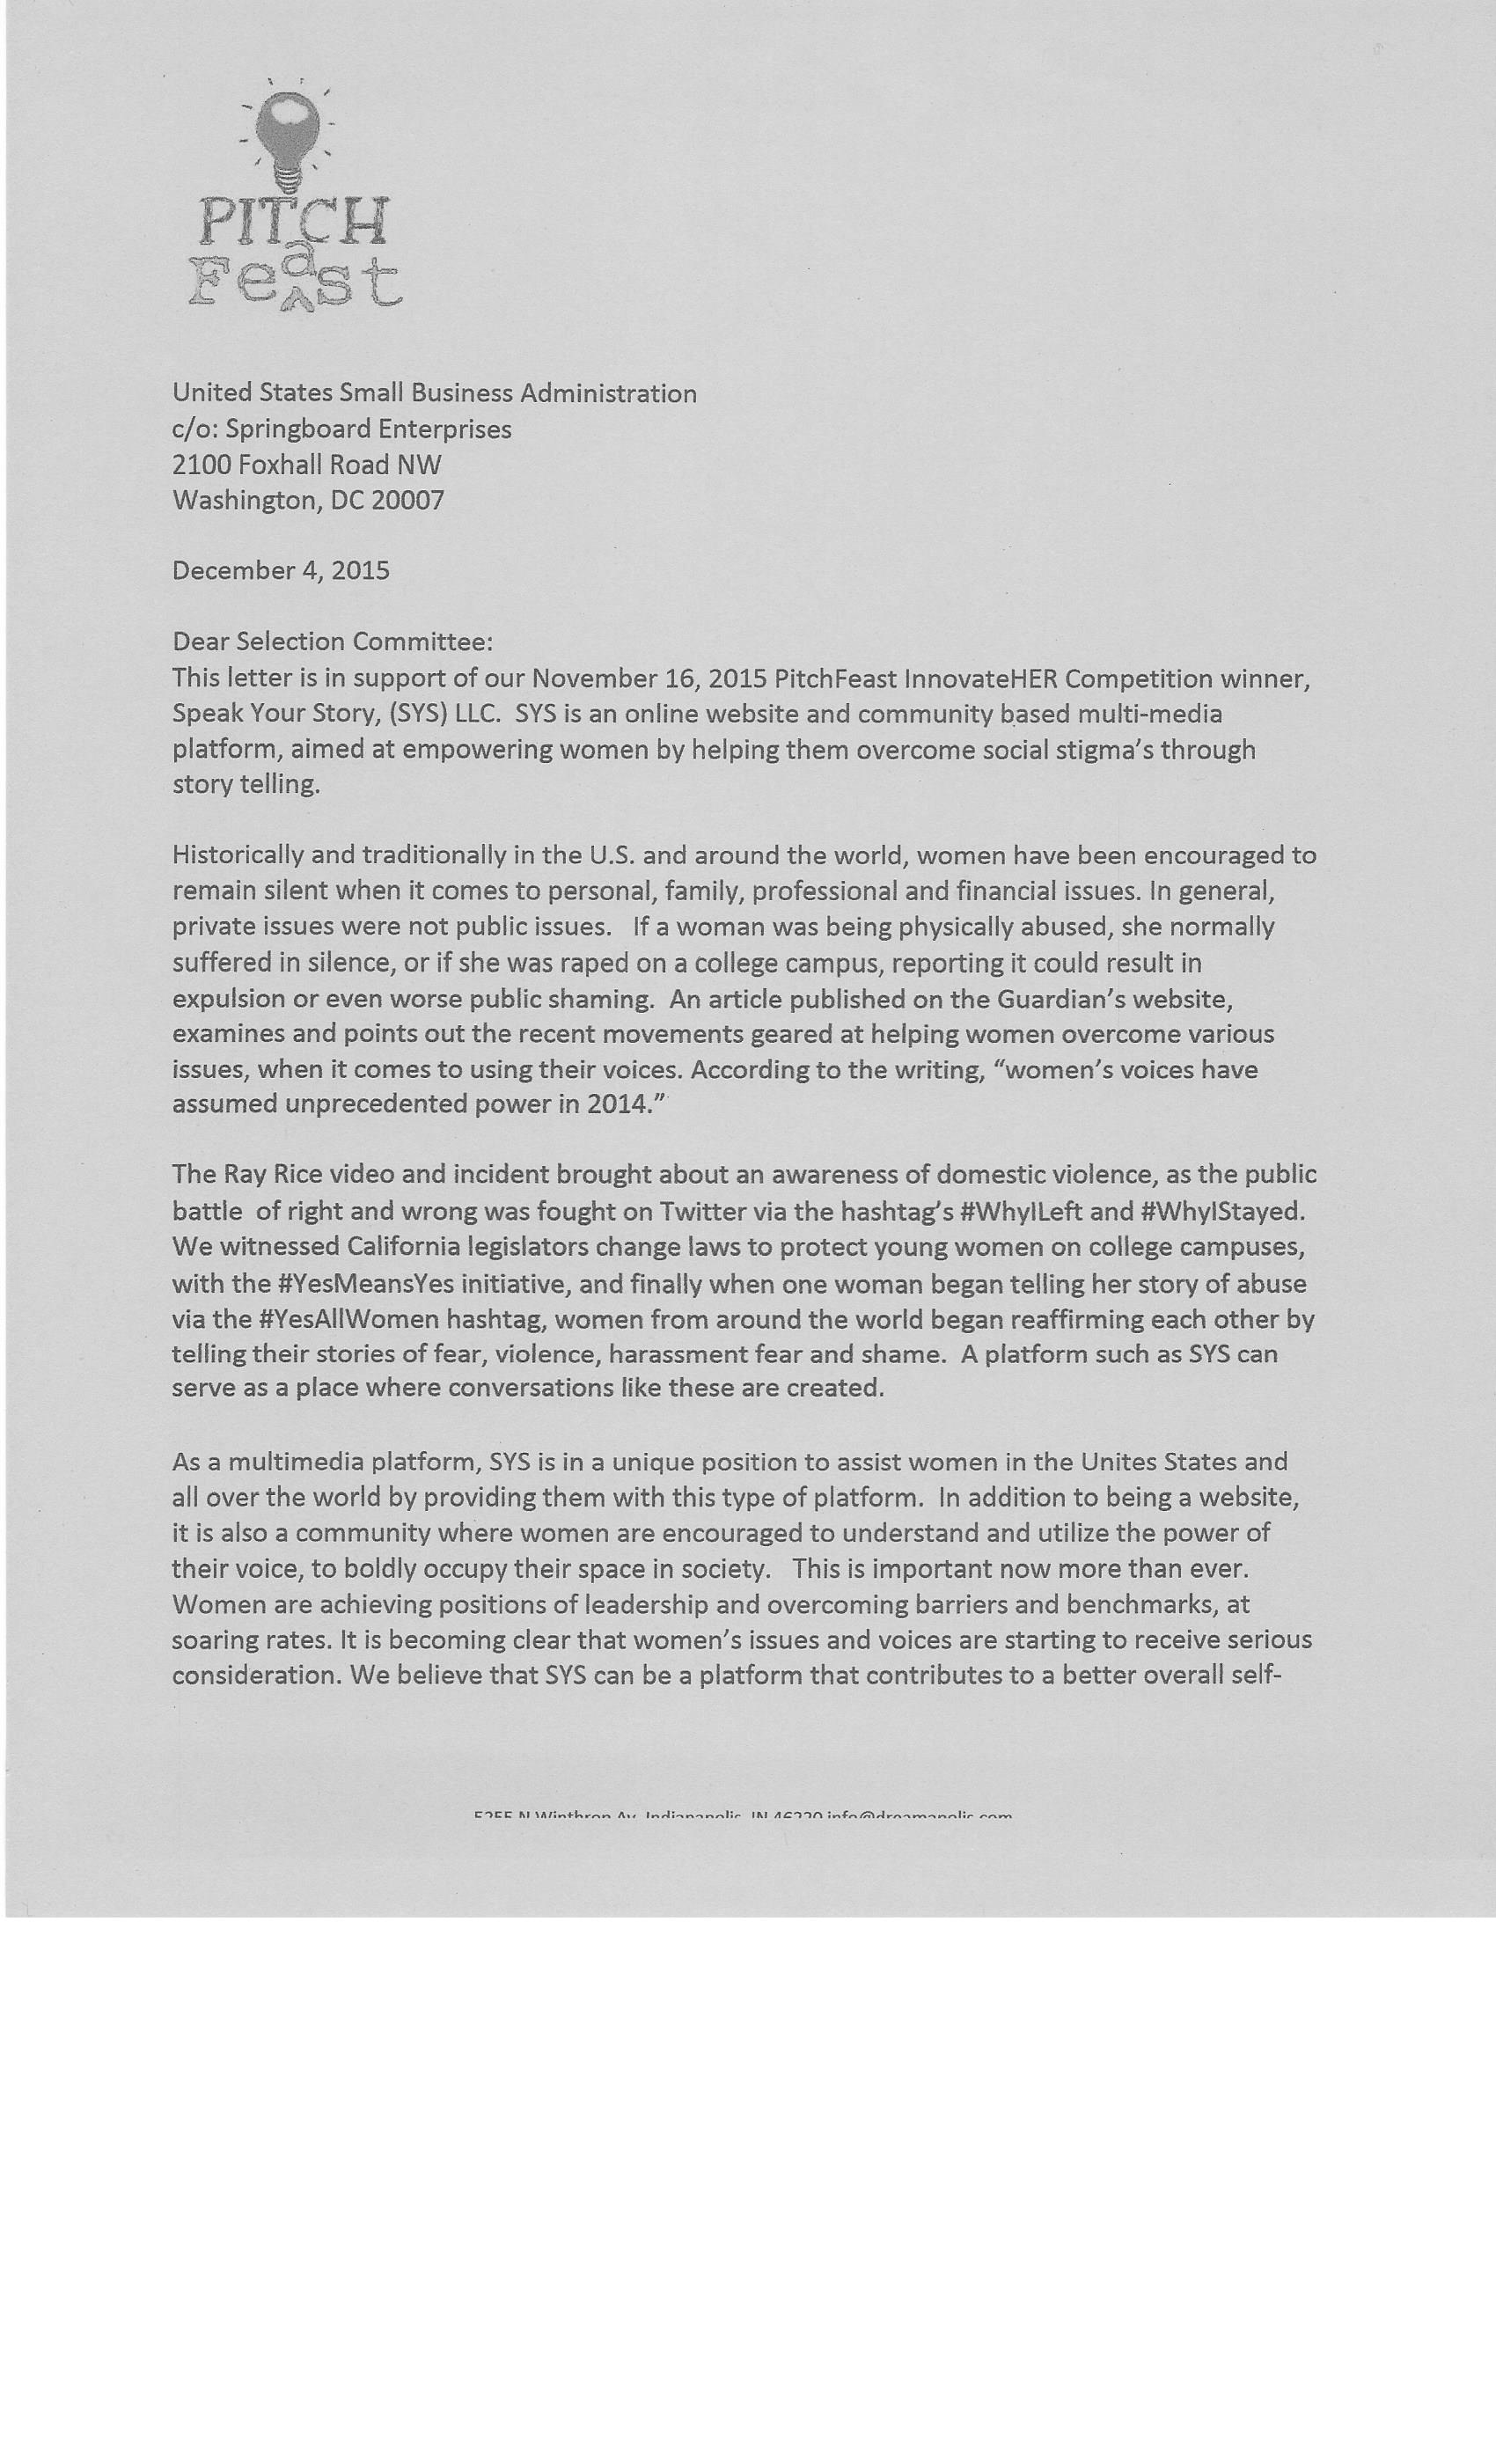 PITCH
Feast
United States Small Business Administration
c/o: Springboard Enterprises
2100 Foxhall Road NW
Washington, DC 20007
December 4, 2015
Dear Selection Committee:
This letter is in support of our November 16, 2015 PitchFeast InnovateHER Competition winner,
Speak Your Story, (SYS) LLC.  SYS is an online website and community based multi-media
platform, aimed at empowering women by helping them overcome social stigma’s through
story telling.
Historically and traditionally in the U.S. and around the world, women have been encouraged to
remain silent when it comes to personal, family, professional and financial issues. In general,
private issues were not public issues.   If a woman was being physically abused, she normally
suffered in silence, or if she was raped on a college campus, reporting it could result in
expulsion or even worse public shaming.  An article published on the Guardian’s website,
examines and points out the recent movements geared at helping women overcome various
issues, when it comes to using their voices. According to the writing, “women’s voices have
assumed unprecedented power in 2014.”
The Ray Rice video and incident brought about an awareness of domestic violence, as the public
battle  of right and wrong was fought on Twitter via the hashtag’s #WhyILeft and #WhyIStayed.
We witnessed California legislators change laws to protect young women on college campuses,
with the #YesMeansYes initiative, and finally when one woman began telling her story of abuse
via the #YesAllWomen hashtag, women from around the world began reaffirming each other by
telling their stories of fear, violence, harassment fear and shame.  A platform such as SYS can
serve as a place where conversations like these are created.
As a multimedia platform, SYS is in a unique position to assist women in the Unites States and
all over the world by providing them with this type of platform.  In addition to being a website,
it is also a community where women are encouraged to understand and utilize the power of
their voice, to boldly occupy their space in society.   This is important now more than ever.
Women are achieving positions of leadership and overcoming barriers and benchmarks, at
soaring rates. It is becoming clear that women’s issues and voices are starting to receive serious
consideration. We believe that SYS can be a platform that contributes to a better overall self-
N Winthrop Av. Indianapolis, IN 46220 info@dreamapolis.com